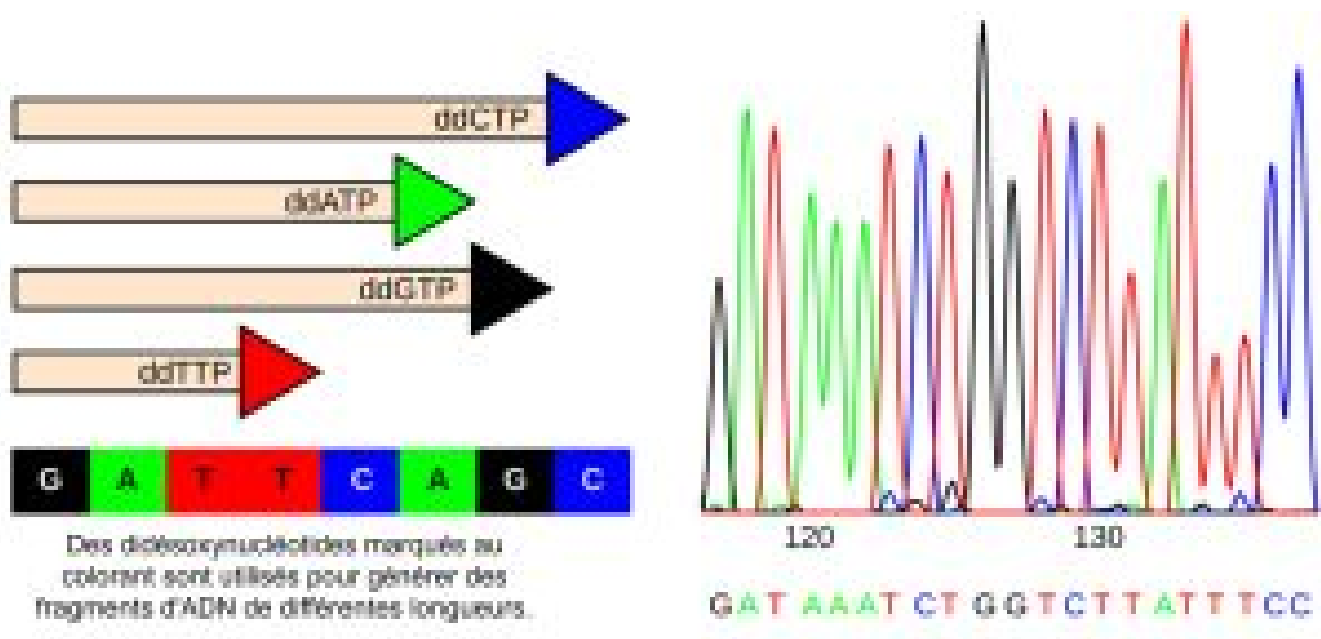 ddCTP
ddATP
ddGTP
ddTTP
G A T T C A G C
Des didésoxynucléotides marqués au
colorant sont utilisés pour générer des
fragments d'ADN de différentes longueurs.
120 130
GAT AAAT CT GGTCTTATTTCC